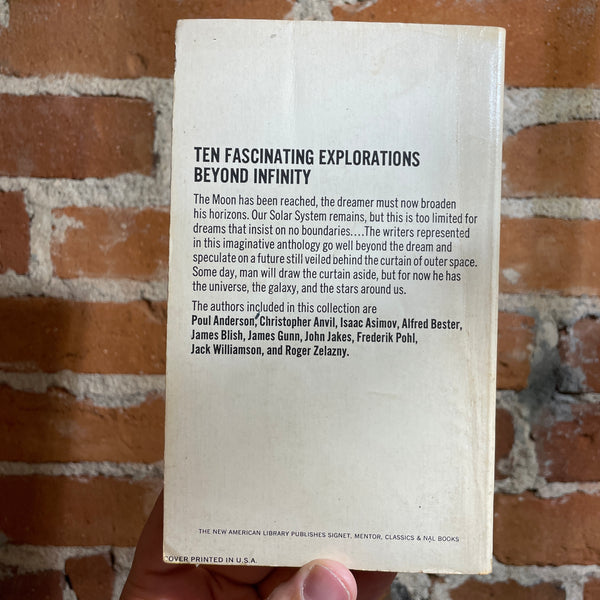 TEN FASCINATING EXPLORATIONS
BEYOND INFINITY
The Moon has been reached, the dreamer must now broaden
his horizons. Our Solar System remains, but this is too limited for
dreams that insist on no boundaries....The writers represented
in this imaginative anthology go well beyond the dream and
speculate on a future still veiled behind the curtain of outer space.
Some day, man will draw the curtain aside, but for now he has
the universe, the galaxy, and the stars around us.
The authors included in this collection are
Poul Anderson, Christopher Anvil, Isaac Asimov, Alfred Bester,
James Blish, James Gunn, John Jakes, Frederik Pohl,
Jack Williamson, and Roger Zelazny.
THE NEW AMERICAN LIBRARY PUBLISHES SIGNET, MENTOR, CLASSICS & NAL BOOKS
OVER PRINTED IN U.S.A.